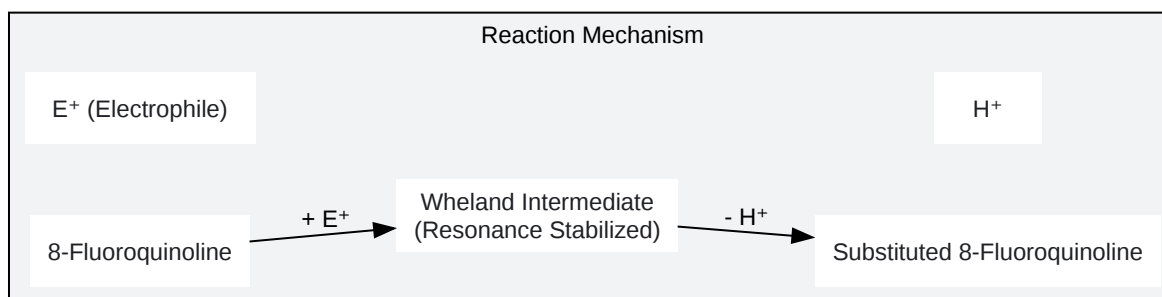 Reaction Mechanism
E⁺ (Electrophile)
H⁺
8-Fluoroquinoline
+ E⁺
Wheland Intermediate
(Resonance Stabilized)
- H⁺
Substituted 8-Fluoroquinoline